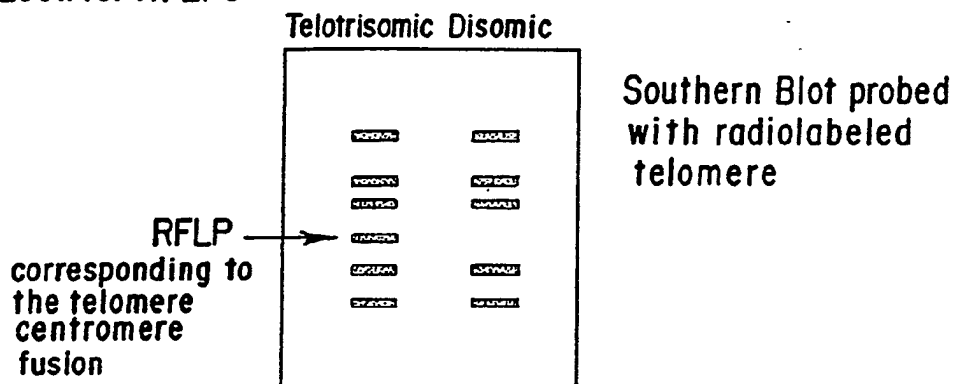 Telotrisomic Disomic
Southern Blot probed
with radiolabeled
telomere
RFLP
corresponding to
the telomere
centromere
fusion